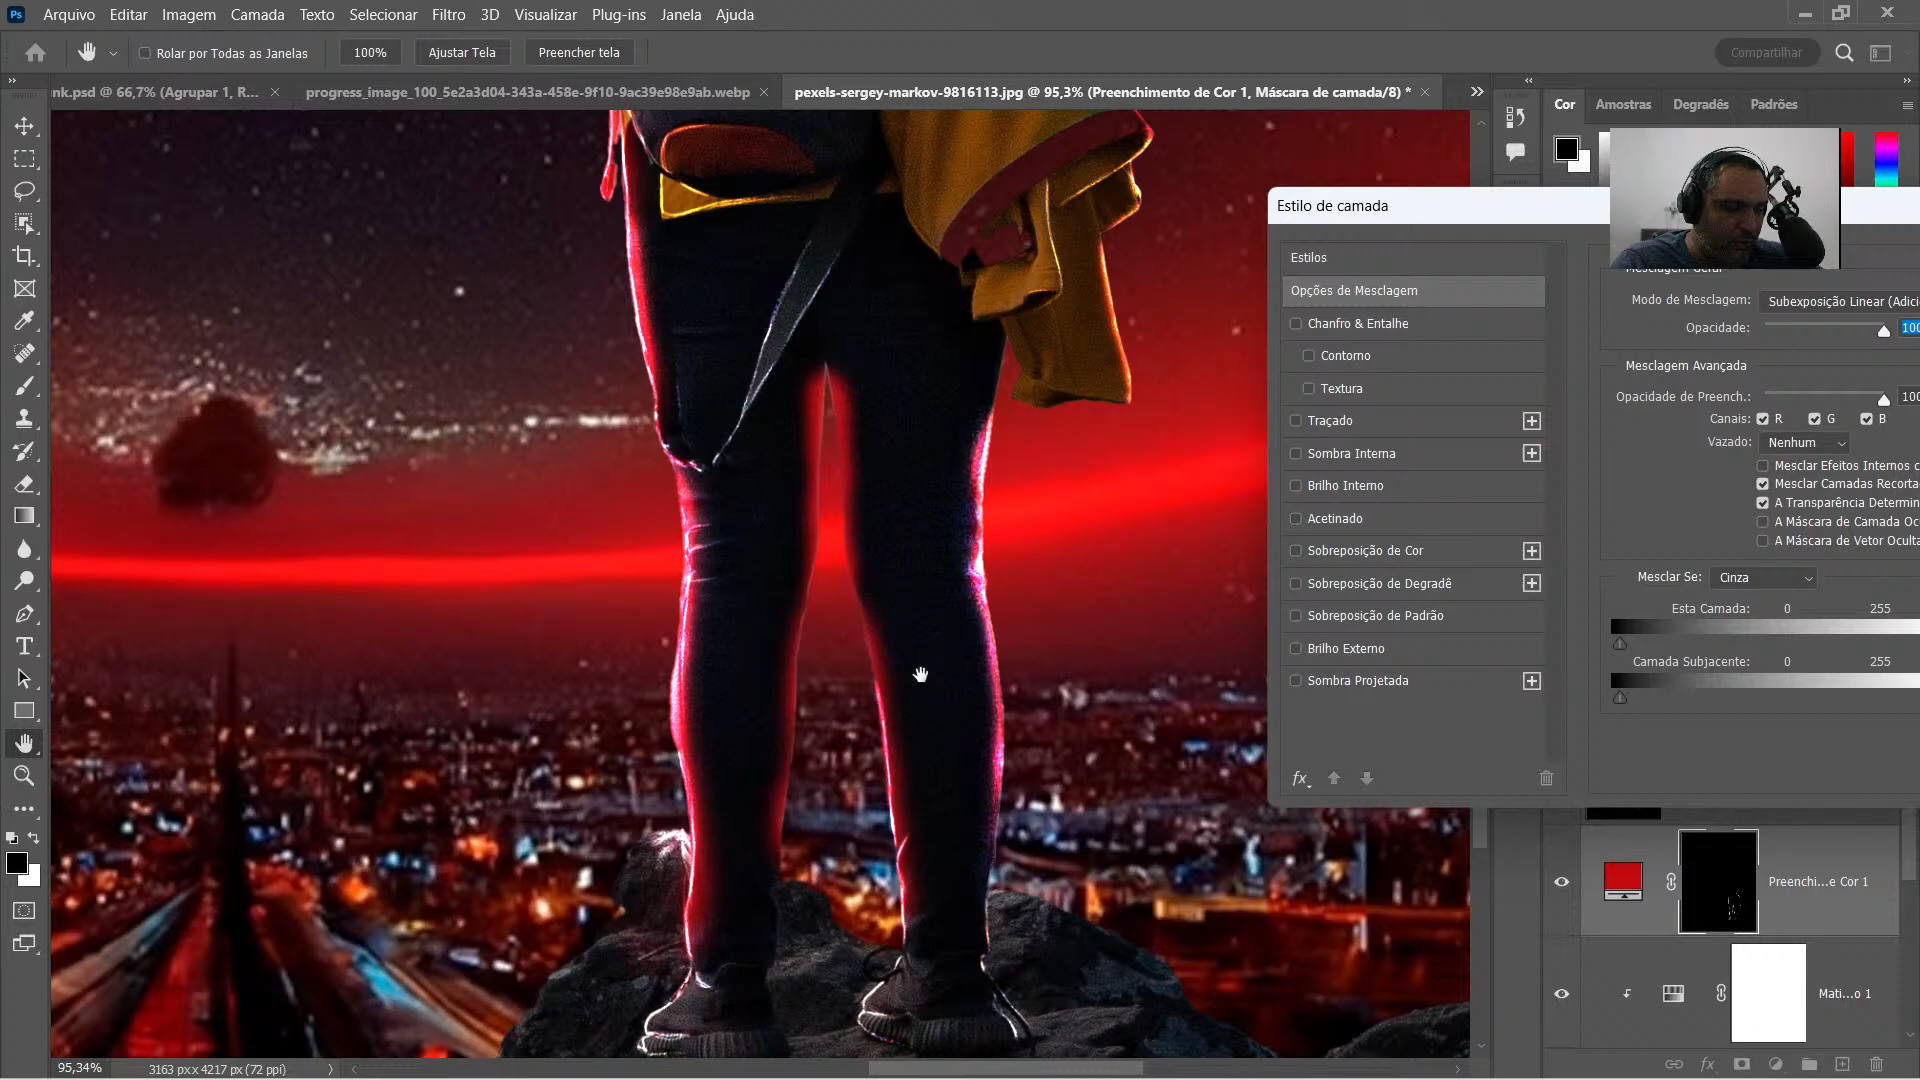 Ps Arquivo Editar Imagem Camada Texto Selecionar Filtro 3D Visualizar Plug-ins Janela Ajuda
Rolar por Todas as Janelas 100% Ajustar Tela Preencher tela Compartilhar
nk.psd @ 66,7% (Agrupar 1, R... progress_image_100_5e2a3d04-343a-458e-9f10-9ac39e98e9ab.webp pexels-sergey-markov-9816113.jpg @ 95,3% (Preenchimento de Cor 1, Máscara de camada/8) *
Cor Amostras Degradês Padrões
Estilo de camada
Estilos
Opções de Mesclagem
Chanfro & Entalhe
Contorno
Textura
Traçado
Sombra Interna
Brilho Interno
Acetinado
Sobreposição de Cor
Sobreposição de Degradê
Sobreposição de Padrão
Brilho Externo
Sombra Projetada
fx
Mesclagem Geral
Modo de Mesclagem: Subexposição Linear (Adici
Opacidade: 100
Mesclagem Avançada
Opacidade de Preench.: 100
Canais: R G B
Vazado: Nenhum
Mesclar Efeitos Internos c
Mesclar Camadas Recorta
A Transparência Determin
A Máscara de Camada Oc
A Máscara de Vetor Oculta
Mesclar Se: Cinza
Esta Camada: 0 255
Camada Subjacente: 0 255
Preenchi...e Cor 1
Mati...o 1
fx
95,34% 3163 px x 4217 px (72 ppi)